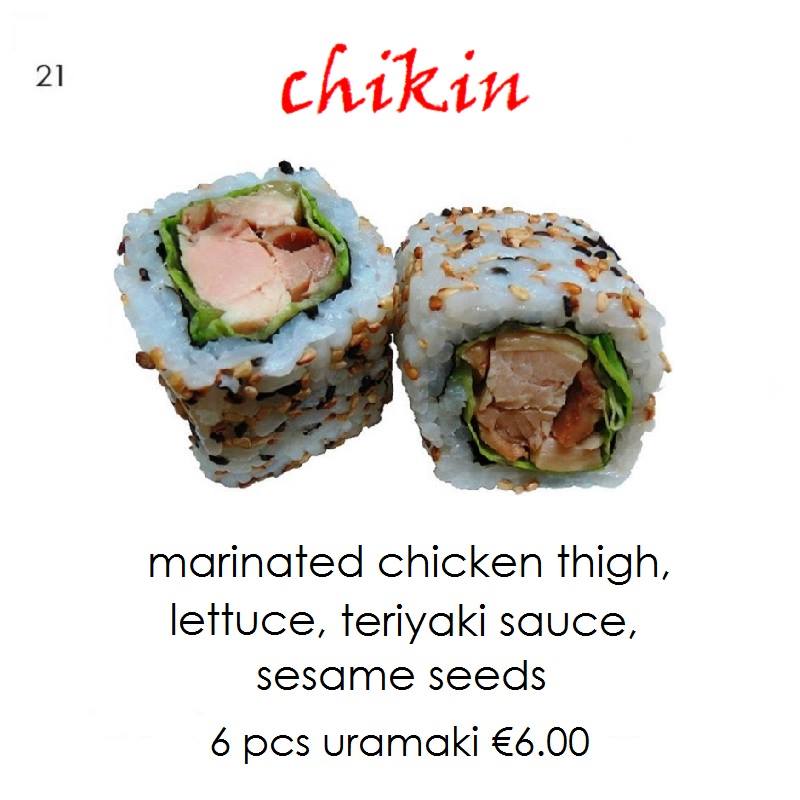 21
chikin
marinated chicken thigh,
lettuce, teriyaki sauce,
sesame seeds
6 pcs uramaki €6.00